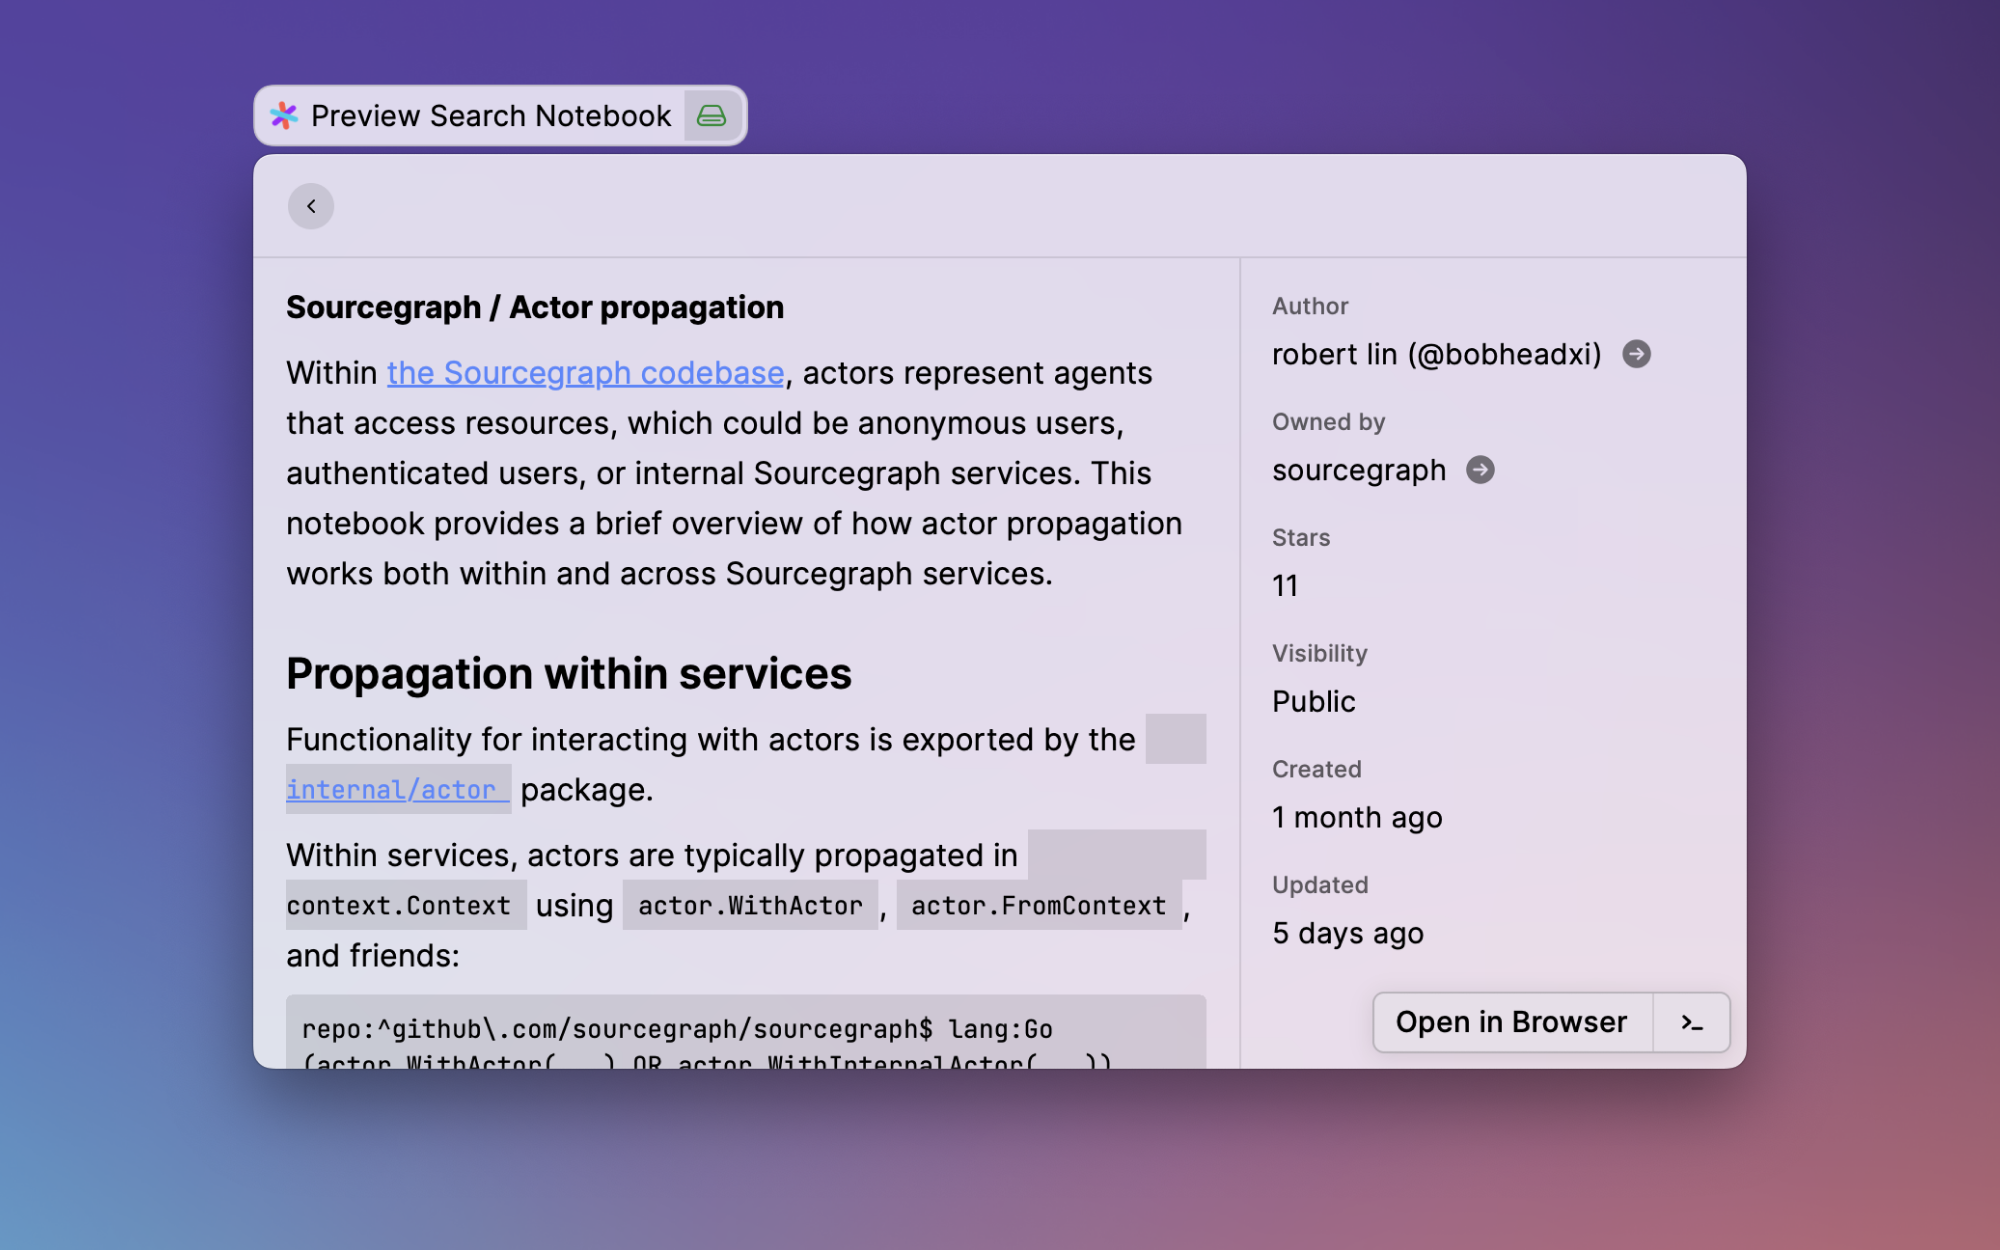 Preview Search Notebook
Sourcegraph / Actor propagation
Within the Sourcegraph codebase, actors represent agents
that access resources, which could be anonymous users,
authenticated users, or internal Sourcegraph services. This
notebook provides a brief overview of how actor propagation
works both within and across Sourcegraph services.
Propagation within services
Functionality for interacting with actors is exported by the
internal/actor package.
Within services, actors are typically propagated in
context.Context using actor.WithActor , actor.FromContext ,
and friends:
repo:^github\.com/sourcegraph/sourcegraph$ lang:Go
(actor.WithActor(...) OR actor.WithInternalActor(...))
Author
robert lin (@bobheadxi)
Owned by
sourcegraph
Stars
11
Visibility
Public
Created
1 month ago
Updated
5 days ago
Open in Browser